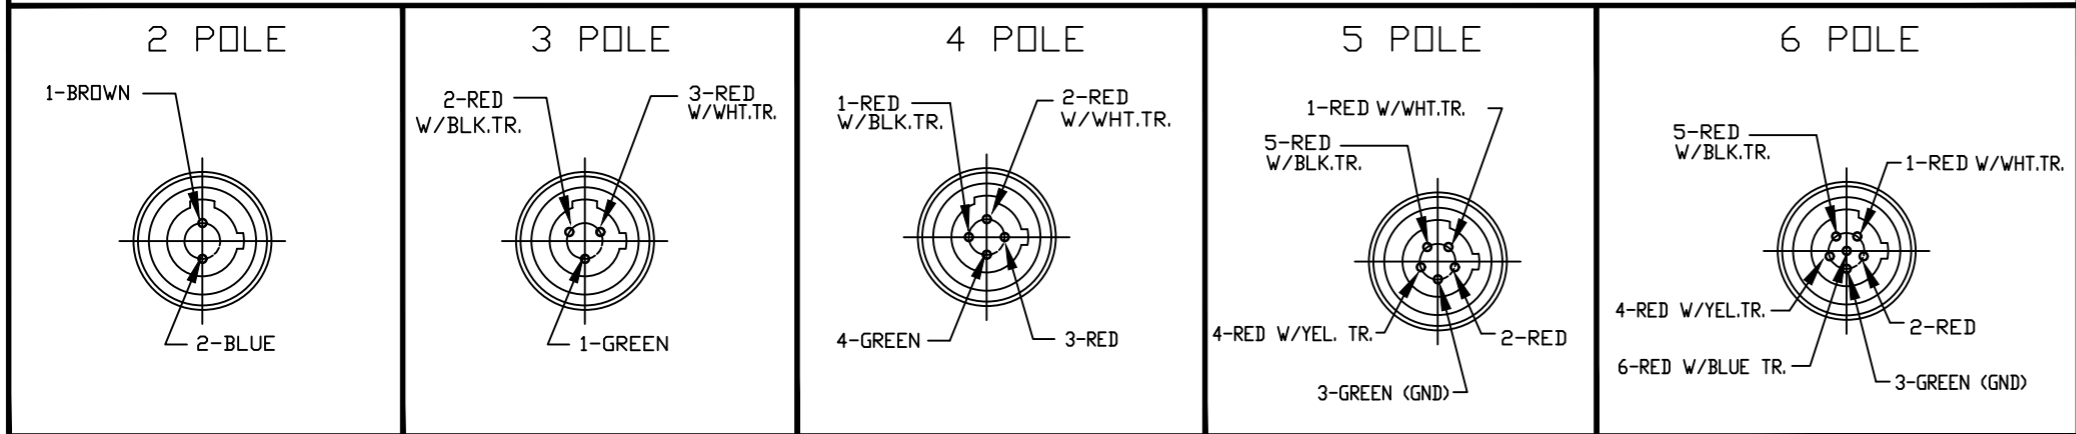 2 POLE
1-BROWN
2-BLUE
3 POLE
2-RED
W/BLK.TR.
3-RED
W/WHT.TR.
1-GREEN
4 POLE
1-RED
W/BLK.TR.
2-RED
W/WHT.TR.
4-GREEN
3-RED
5 POLE
1-RED W/WHT.TR.
5-RED
W/BLK.TR.
4-RED W/YEL. TR.
2-RED
3-GREEN (GND)
6 POLE
5-RED
W/BLK.TR.
1-RED W/WHT.TR.
4-RED W/YEL.TR.
2-RED
6-RED W/BLUE TR.
3-GREEN (GND)